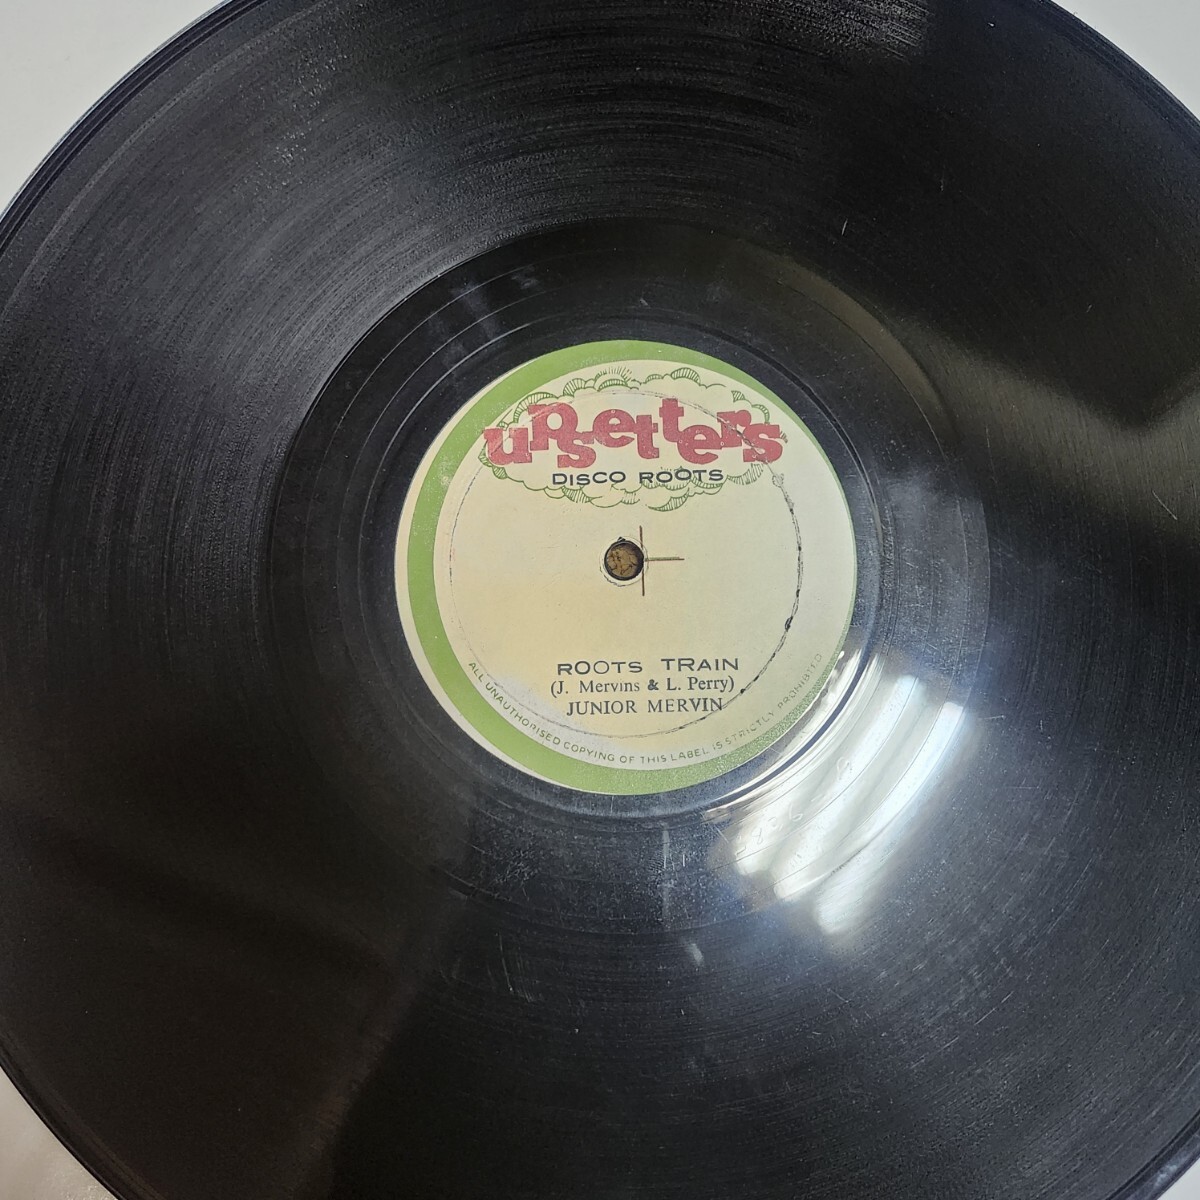 upsetters
DISCO ROOTS
ROOTS TRAIN
(J. Mervins & L. Perry)
JUNIOR MERVIN
ALL UNAUTHORISED COPYING OF THIS LABEL IS STRICTLY PROHIBITED